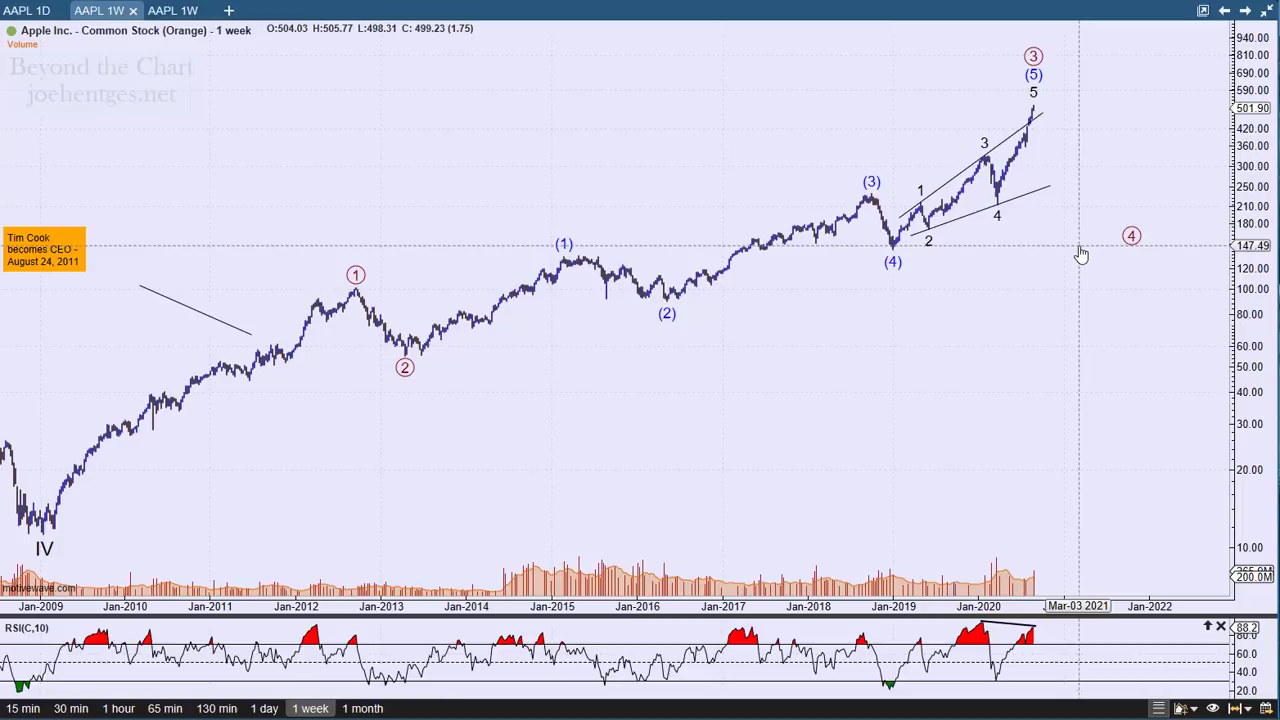 AAPL 1D
AAPL 1W
AAPL 1W
Apple Inc. - Common Stock (Orange) - 1 week
O:504.03 H:505.77 L:498.31 C: 499.23 (1.75)
Volume
Beyond the Chart
joehentges.net
940.00
810.00
690.00
590.00
501.90
420.00
360.00
300.00
250.00
210.00
180.00
147.49
120.00
100.00
80.00
60.00
50.00
40.00
30.00
20.00
10.00
200.0M
3
(5)
5
3
(3)
1
4
2
4
(1)
(4)
Tim Cook
becomes CEO -
August 24, 2011
1
(2)
2
IV
motivewave.com
Jan-2009
Jan-2010
Jan-2011
Jan-2012
Jan-2013
Jan-2014
Jan-2015
Jan-2016
Jan-2017
Jan-2018
Jan-2019
Jan-2020
Mar-03 2021
Jan-2022
RSI(C,10)
88.2
60.0
40.0
20.0
15 min
30 min
1 hour
65 min
130 min
1 day
1 week
1 month